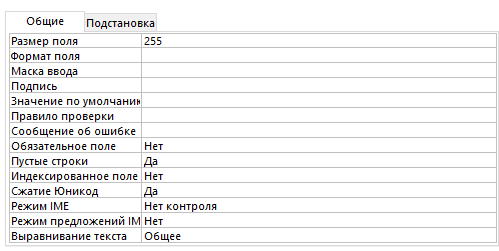 Общие Подстановка
Размер поля 255
Формат поля
Маска ввода
Подпись
Значение по умолчани
Правило проверки
Сообщение об ошибке
Обязательное поле Нет
Пустые строки Да
Индексированное поле Нет
Сжатие Юникод Да
Режим IME Нет контроля
Режим предложений IM Нет
Выравнивание текста Общее